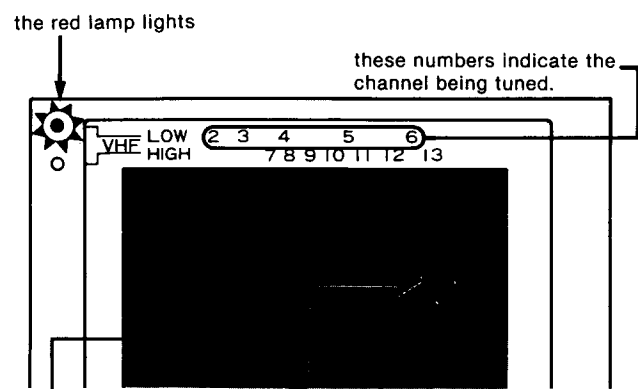 the red lamp lights
these numbers indicate the
channel being tuned.
VHF
LOW 2 3 4 5 6
HIGH 7 8 9 10 11 12 13